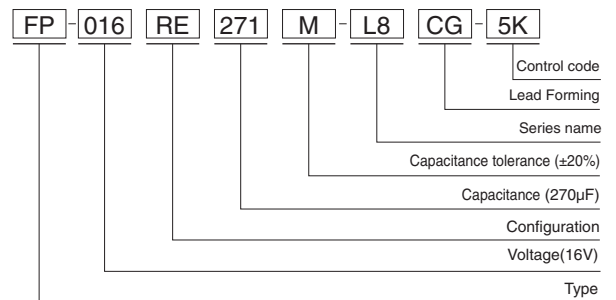 FP-016 RE 271 M-L8 CG-5K
Control code
Lead Forming
Series name
Capacitance tolerance (±20%)
Capacitance (270µF)
Configuration
Voltage(16V)
Type